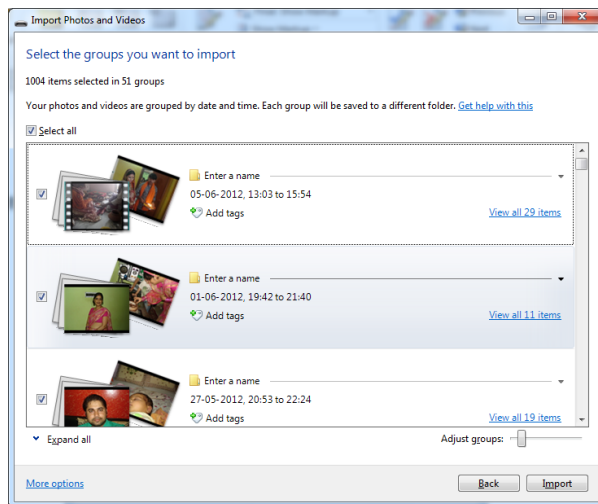 Import Photos and Videos
Select the groups you want to import
1004 items selected in 51 groups
Your photos and videos are grouped by date and time. Each group will be saved to a different folder. Get help with this
Select all
Enter a name
05-06-2012, 13:03 to 15:54
Add tags View all 29 items
Enter a name
01-06-2012, 19:42 to 21:40
Add tags View all 11 items
Enter a name
27-05-2012, 20:53 to 22:24
Add tags View all 19 items
Expand all Adjust groups:
More options Back Import